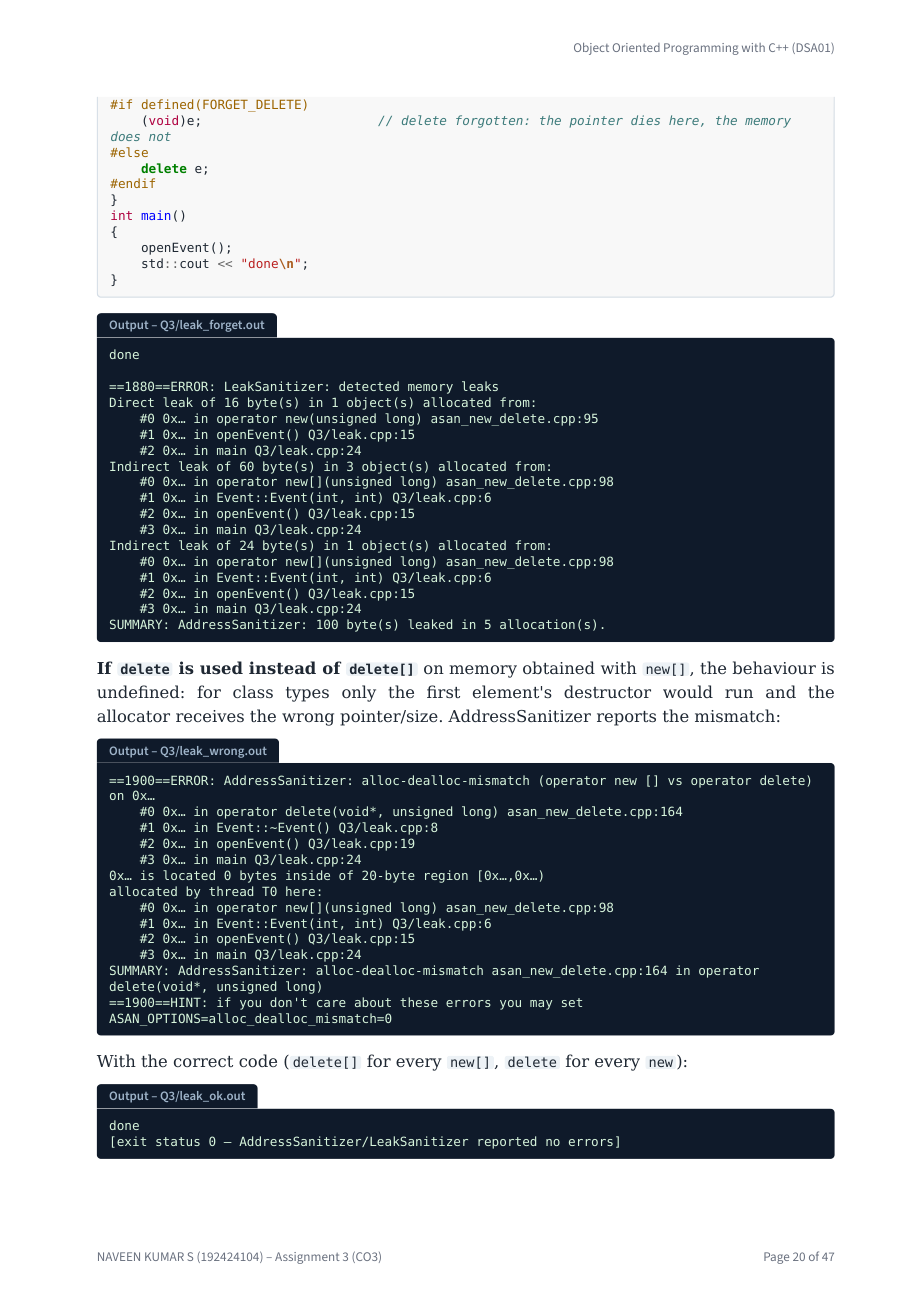 Object Oriented Programming with C++ (DSA01)
#if defined(FORGET_DELETE)
    (void)e;                       // delete forgotten: the pointer dies here, the memory
does not
#else
    delete e;
#endif
}
int main()
{
    openEvent();
    std::cout << "done\n";
}
Output – Q3/leak_forget.out
done
==1880==ERROR: LeakSanitizer: detected memory leaks
Direct leak of 16 byte(s) in 1 object(s) allocated from:
    #0 0x… in operator new(unsigned long) asan_new_delete.cpp:95
    #1 0x… in openEvent() Q3/leak.cpp:15
    #2 0x… in main Q3/leak.cpp:24
Indirect leak of 60 byte(s) in 3 object(s) allocated from:
    #0 0x… in operator new[](unsigned long) asan_new_delete.cpp:98
    #1 0x… in Event::Event(int, int) Q3/leak.cpp:6
    #2 0x… in openEvent() Q3/leak.cpp:15
    #3 0x… in main Q3/leak.cpp:24
Indirect leak of 24 byte(s) in 1 object(s) allocated from:
    #0 0x… in operator new[](unsigned long) asan_new_delete.cpp:98
    #1 0x… in Event::Event(int, int) Q3/leak.cpp:6
    #2 0x… in openEvent() Q3/leak.cpp:15
    #3 0x… in main Q3/leak.cpp:24
SUMMARY: AddressSanitizer: 100 byte(s) leaked in 5 allocation(s).
If delete is used instead of delete[] on memory obtained with new[], the behaviour is
undefined: for class types only the first element's destructor would run and the
allocator receives the wrong pointer/size. AddressSanitizer reports the mismatch:
Output – Q3/leak_wrong.out
==1900==ERROR: AddressSanitizer: alloc-dealloc-mismatch (operator new [] vs operator delete)
on 0x…
    #0 0x… in operator delete(void*, unsigned long) asan_new_delete.cpp:164
    #1 0x… in Event::~Event() Q3/leak.cpp:8
    #2 0x… in openEvent() Q3/leak.cpp:19
    #3 0x… in main Q3/leak.cpp:24
0x… is located 0 bytes inside of 20-byte region [0x…,0x…)
allocated by thread T0 here:
    #0 0x… in operator new[](unsigned long) asan_new_delete.cpp:98
    #1 0x… in Event::Event(int, int) Q3/leak.cpp:6
    #2 0x… in openEvent() Q3/leak.cpp:15
    #3 0x… in main Q3/leak.cpp:24
SUMMARY: AddressSanitizer: alloc-dealloc-mismatch asan_new_delete.cpp:164 in operator
delete(void*, unsigned long)
==1900==HINT: if you don't care about these errors you may set
ASAN_OPTIONS=alloc_dealloc_mismatch=0
With the correct code (delete[] for every new[], delete for every new):
Output – Q3/leak_ok.out
done
[exit status 0 — AddressSanitizer/LeakSanitizer reported no errors]
NAVEEN KUMAR S (192424104) – Assignment 3 (CO3)
Page 20 of 47